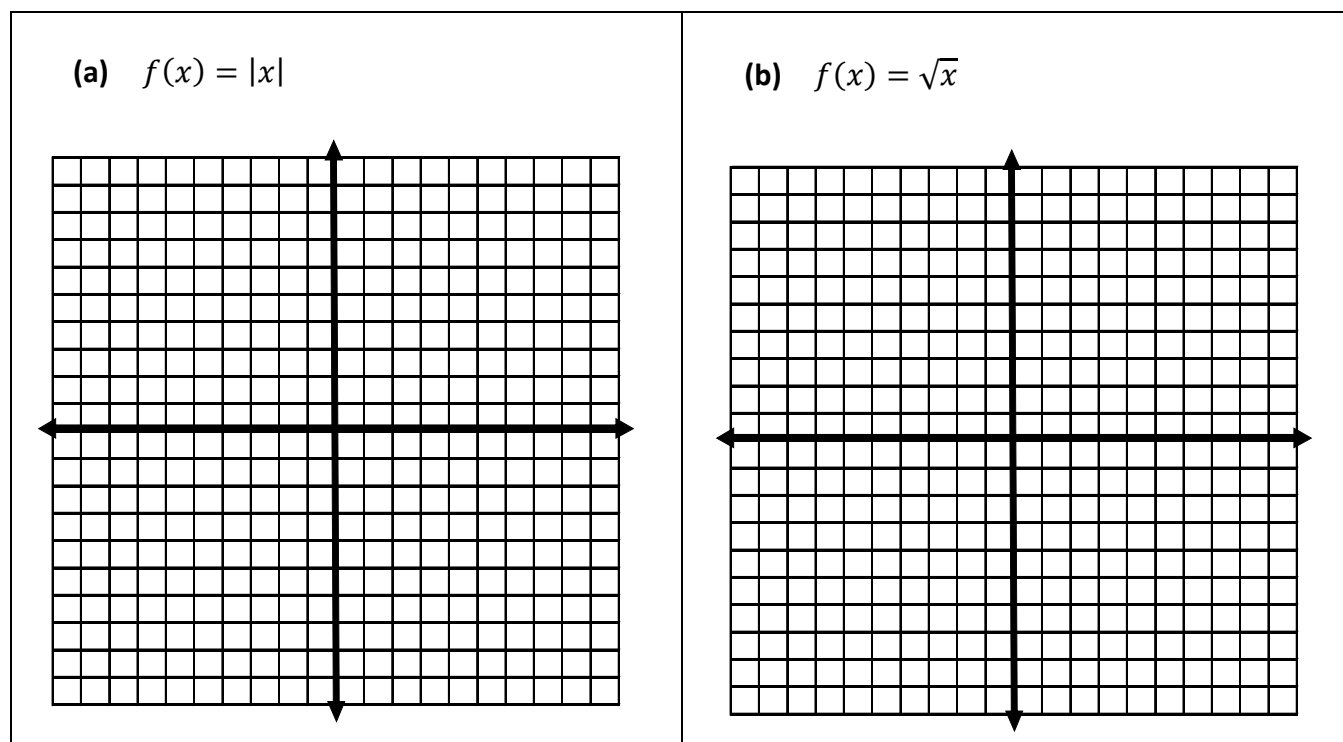 (a) 𝑓(𝑥) = |𝑥|
(b) 𝑓(𝑥) = √𝑥